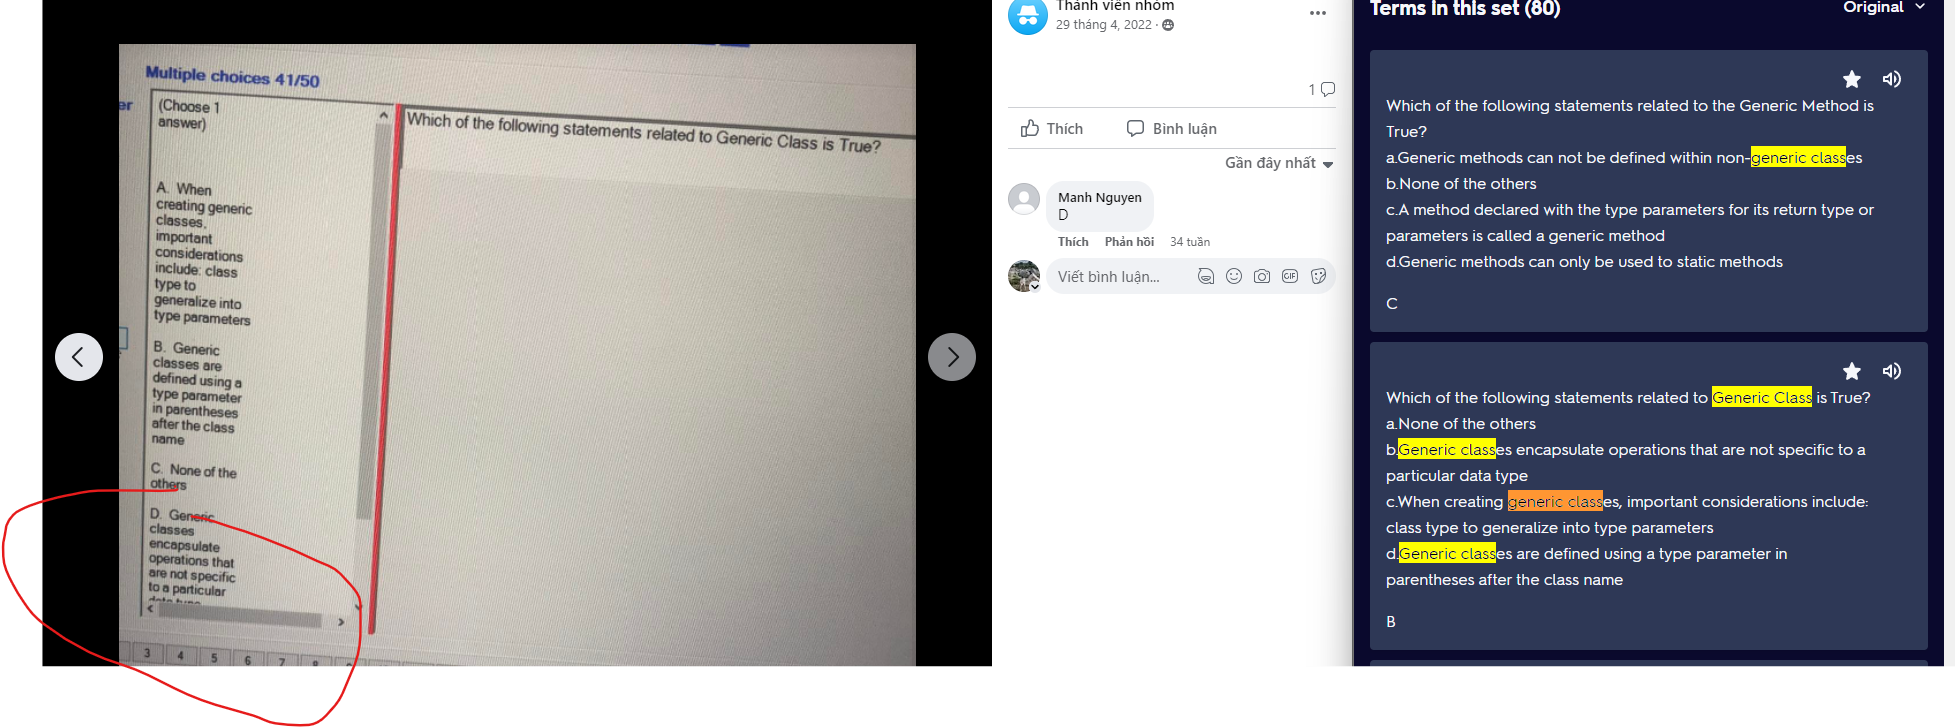 Multiple choices 41/50
er
(Choose 1
answer)
A. When
creating generic
classes,
important
considerations
include: class
type to
generalize into
type parameters
B. Generic
classes are
defined using a
type parameter
in parentheses
after the class
name
C. None of the
others
D. Generic
classes
encapsulate
operations that
are not specific
to a particular
data type
Which of the following statements related to Generic Class is True?
3 4 5 6 7 8
Thành viên nhóm
29 tháng 4, 2022 ·
1
Thích Bình luận
Gần đây nhất
Manh Nguyen
D
Thích Phản hồi 34 tuần
Viết bình luận...
GIF
Terms in this set (80)
Original
Which of the following statements related to the Generic Method is
True?
a.Generic methods can not be defined within non-generic classes
b.None of the others
c.A method declared with the type parameters for its return type or
parameters is called a generic method
d.Generic methods can only be used to static methods
C
Which of the following statements related to Generic Class is True?
a.None of the others
b.Generic classes encapsulate operations that are not specific to a
particular data type
c.When creating generic classes, important considerations include:
class type to generalize into type parameters
d.Generic classes are defined using a type parameter in
parentheses after the class name
B